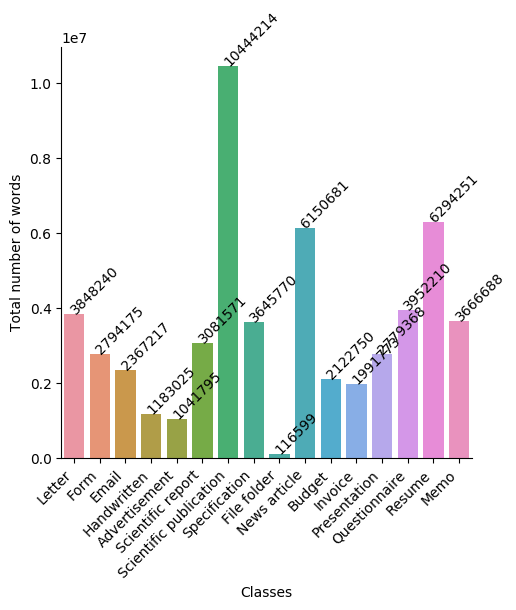 1e7
Total number of words
1.0
0.8
0.6
0.4
0.2
0.0
3848240
2794175
2367217
1183025
1041795
3081571
10444214
3645770
116599
6150681
2122750
1991773
2779368
3952210
6294251
3666688
Letter
Form
Email
Handwritten
Advertisement
Scientific report
Scientific publication
Specification
File folder
News article
Budget
Invoice
Presentation
Questionnaire
Resume
Memo
Classes